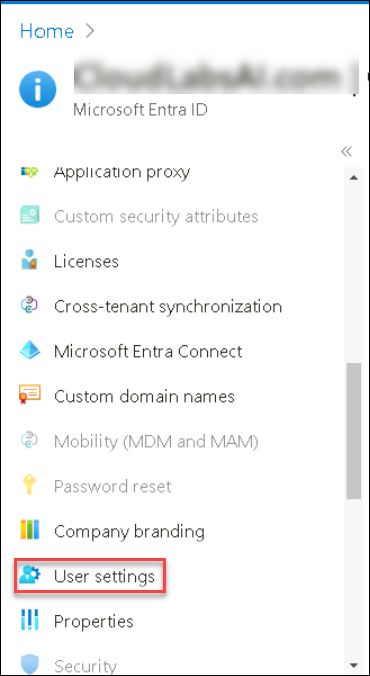 Home
Microsoft Entra ID
Application proxy
Custom security attributes
Licenses
Cross-tenant synchronization
Microsoft Entra Connect
Custom domain names
Mobility (MDM and MAM)
Password reset
Company branding
User settings
Properties
Security